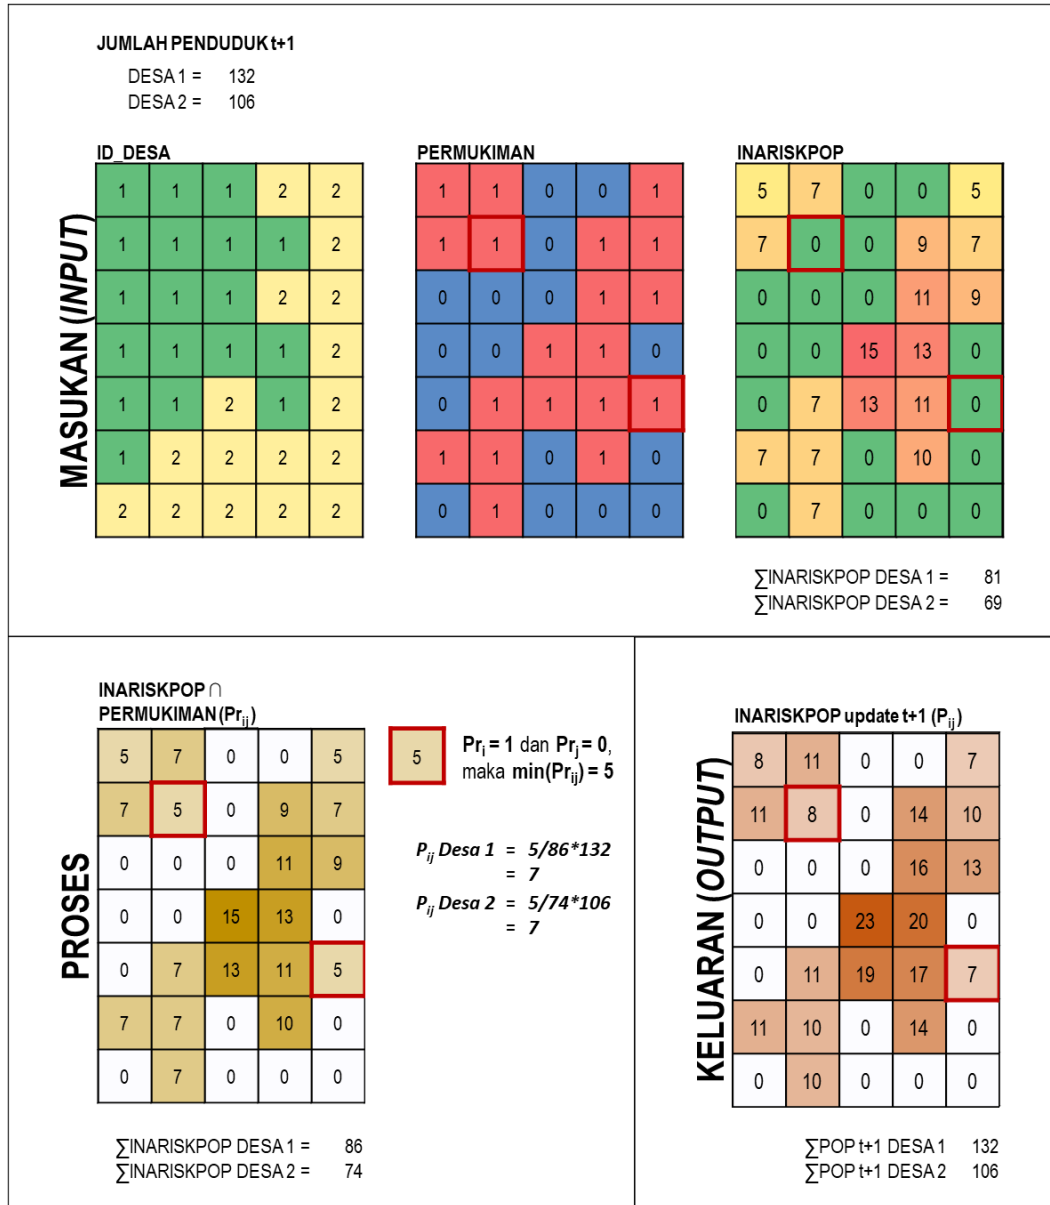 JUMLAH PENDUDUK t+1
DESA 1 = 132
DESA 2 = 106
MASUKAN (INPUT)
ID_DESA
1 1 1 2 2
1 1 1 1 2
1 1 1 2 2
1 1 1 1 2
1 1 2 1 2
1 2 2 2 2
2 2 2 2 2
PERMUKIMAN
1 1 0 0 1
1 1 0 1 1
0 0 0 1 1
0 0 1 1 0
0 1 1 1 1
1 1 0 1 0
0 1 0 0 0
INARISKPOP
5 7 0 0 5
7 0 0 9 7
0 0 0 11 9
0 0 15 13 0
0 7 13 11 0
7 7 0 10 0
0 7 0 0 0
∑INARISKPOP DESA 1 = 81
∑INARISKPOP DESA 2 = 69
PROSES
INARISKPOP ∩
PERMUKIMAN (Prij)
5 7 0 0 5
7 5 0 9 7
0 0 0 11 9
0 0 15 13 0
0 7 13 11 5
7 7 0 10 0
0 7 0 0 0
∑INARISKPOP DESA 1 = 86
∑INARISKPOP DESA 2 = 74
5
Pri = 1 dan Prj = 0,
maka min(Prij) = 5
Pij Desa 1 = 5/86*132
= 7
Pij Desa 2 = 5/74*106
= 7
KELUARAN (OUTPUT)
INARISKPOP update t+1 (Pij)
8 11 0 0 7
11 8 0 14 10
0 0 0 16 13
0 0 23 20 0
0 11 19 17 7
11 10 0 14 0
0 10 0 0 0
∑POP t+1 DESA 1 132
∑POP t+1 DESA 2 106